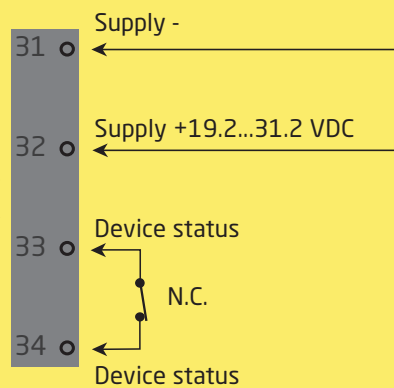 Supply -
31
Supply +19.2...31.2 VDC
32
Device status
33
N.C.
34
Device status